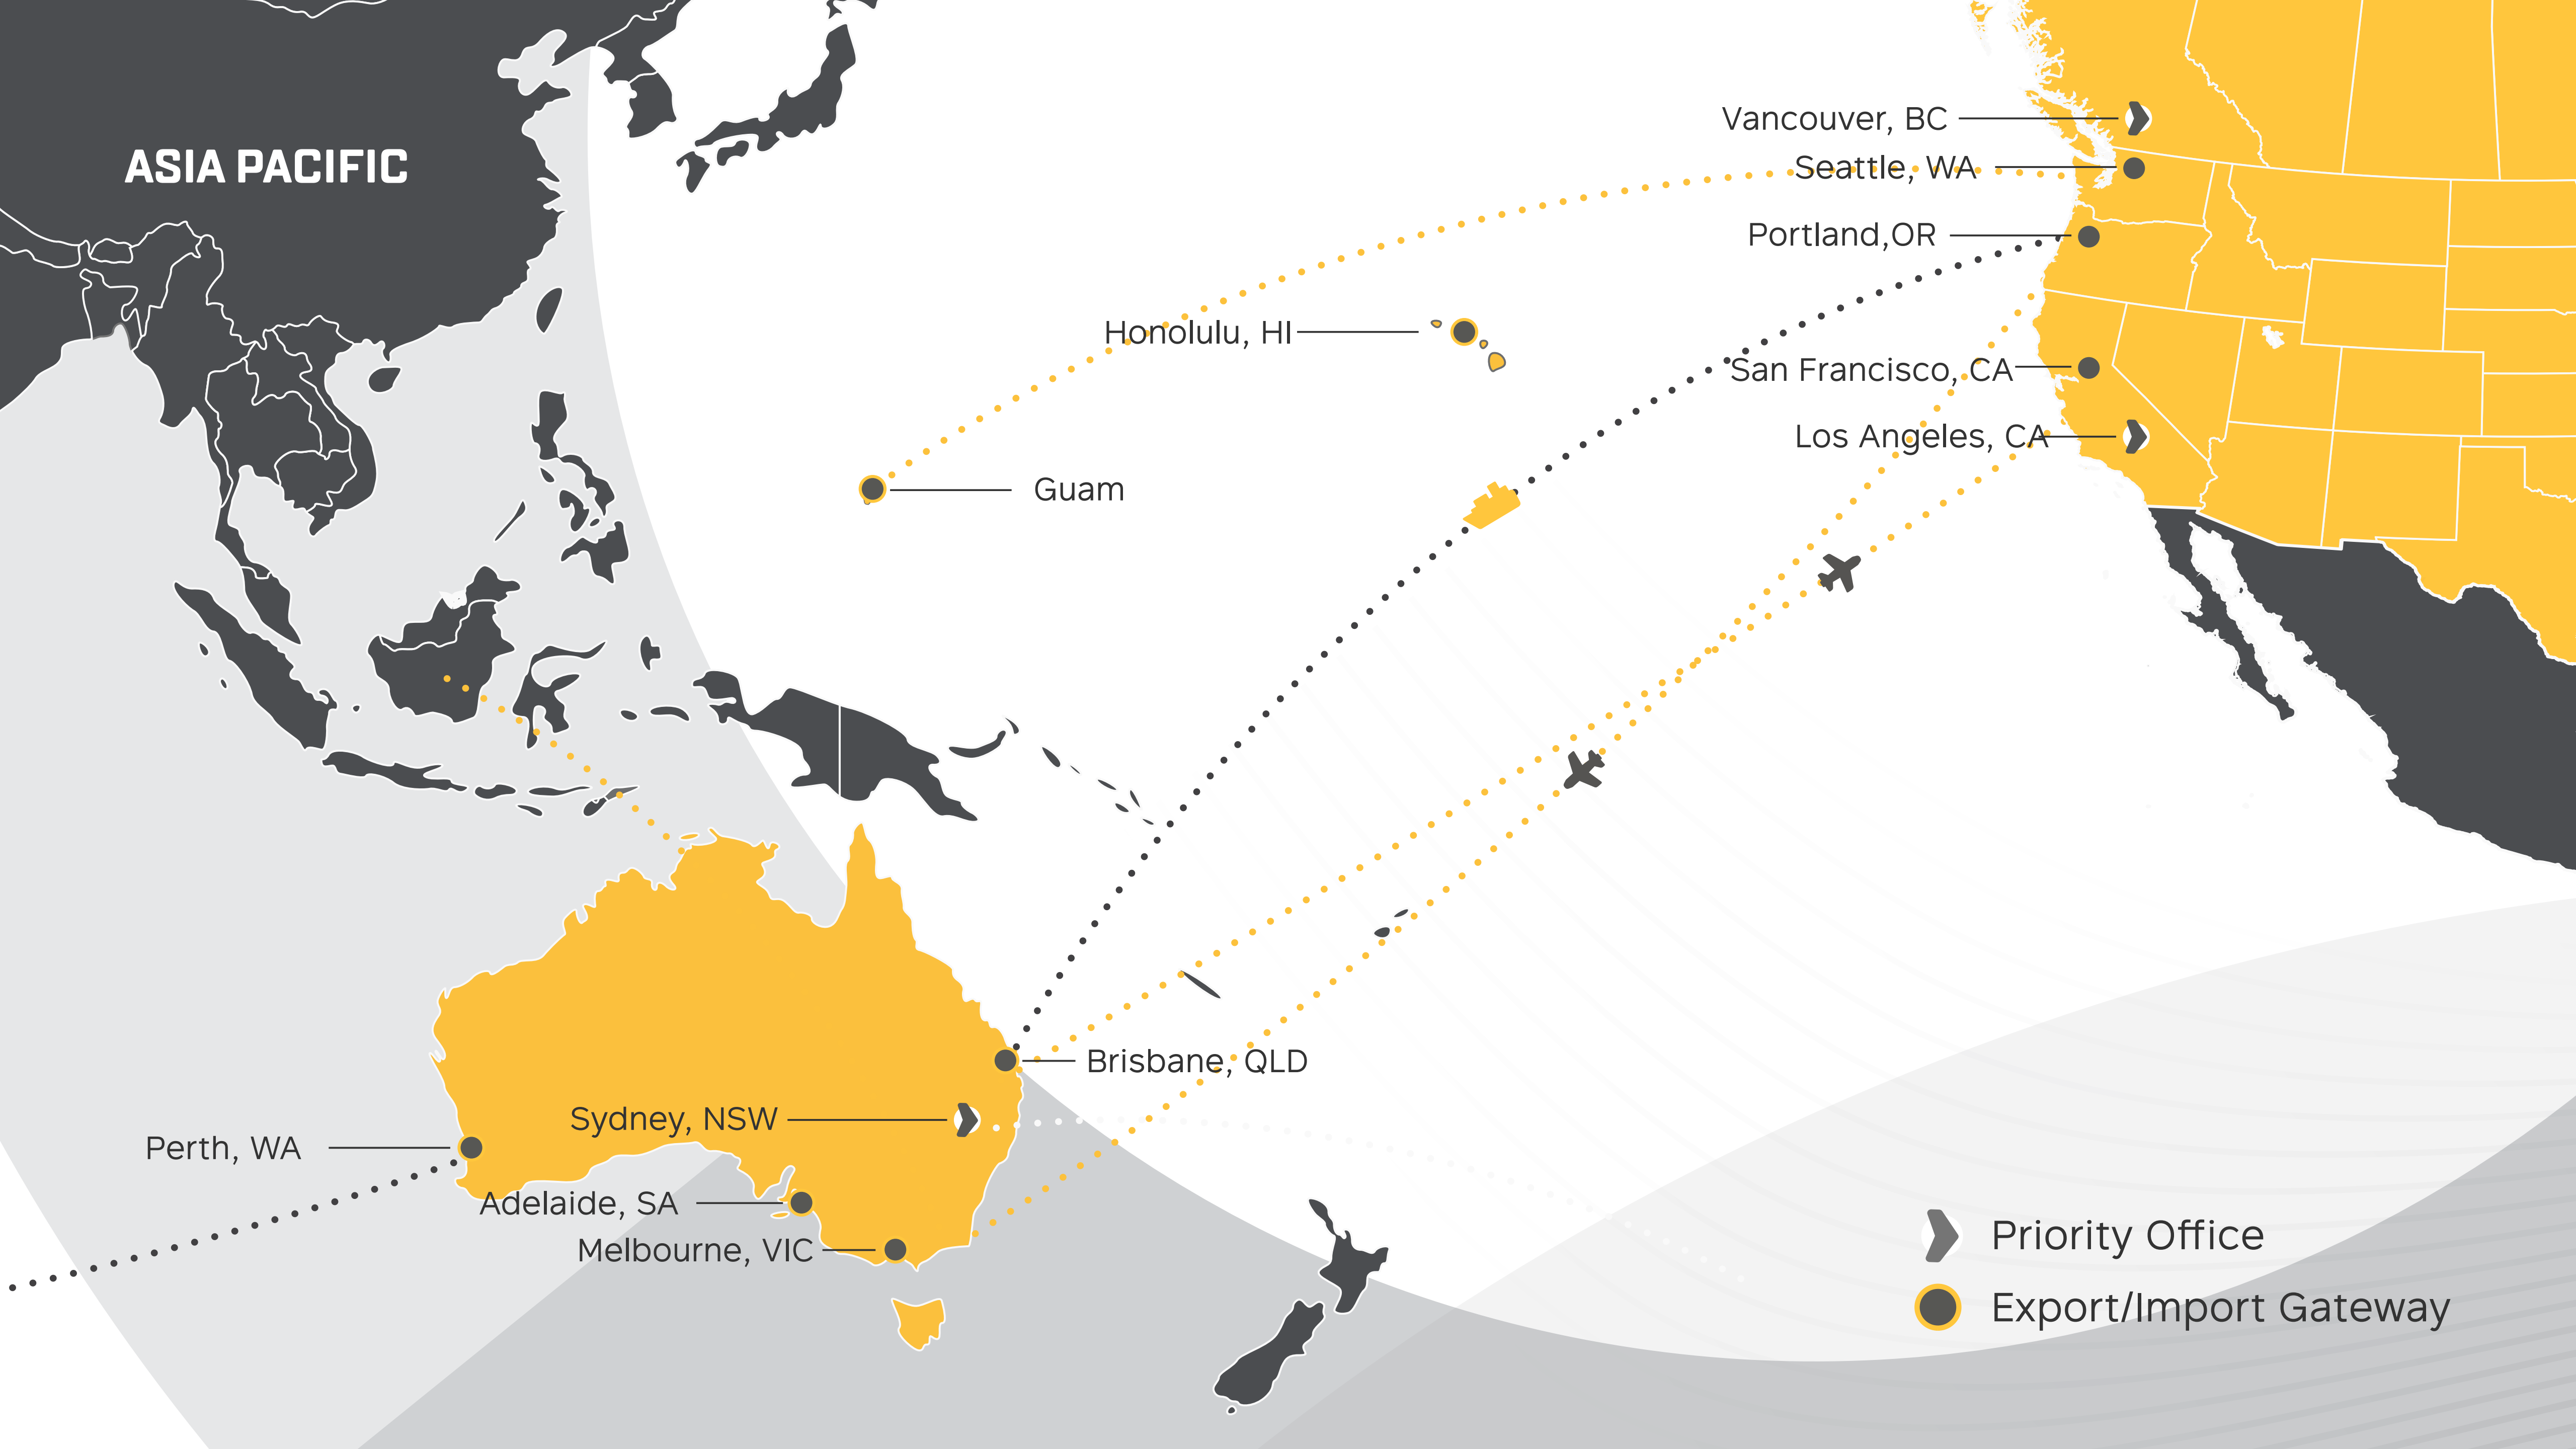 ASIA PACIFIC
Vancouver, BC
Seattle, WA
Portland,OR
Honolulu, HI
San Francisco, CA
Los Angeles, CA
Guam
Brisbane, QLD
Sydney, NSW
Perth, WA
Adelaide, SA
Melbourne, VIC
Priority Office
Export/Import Gateway